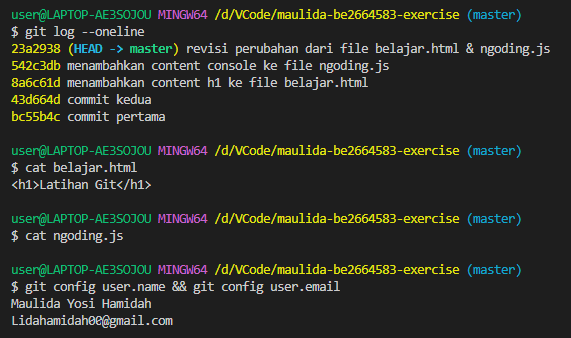 user@LAPTOP-AE3SOJOU MINGW64 /d/VCode/maulida-be2664583-exercise (master)
$ git log --oneline
23a2938 (HEAD -> master) revisi perubahan dari file belajar.html & ngoding.js
542c3db menambahkan content console ke file ngoding.js
8a6c61d menambahkan content h1 ke file belajar.html
43d664d commit kedua
bc55b4c commit pertama
user@LAPTOP-AE3SOJOU MINGW64 /d/VCode/maulida-be2664583-exercise (master)
$ cat belajar.html
<h1>Latihan Git</h1>
user@LAPTOP-AE3SOJOU MINGW64 /d/VCode/maulida-be2664583-exercise (master)
$ cat ngoding.js
user@LAPTOP-AE3SOJOU MINGW64 /d/VCode/maulida-be2664583-exercise (master)
$ git config user.name && git config user.email
Maulida Yosi Hamidah
Lidahamidah00@gmail.com